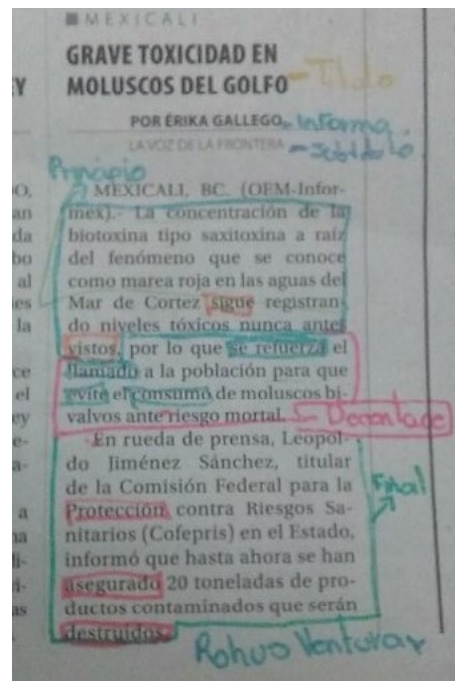 MEXICALI
GRAVE TOXICIDAD EN
MOLUSCOS DEL GOLFO - Titulo
POR ÉRIKA GALLEGO - Informa
LA VOZ DE LA FRONTERA - Subtitulo
Principio
MEXICALI, BC. (OEM-Infor-
mex).- La concentración de la
biotoxina tipo saxitoxina a raíz
del fenómeno que se conoce
como marea roja en las aguas del
Mar de Cortez sigue registran-
do niveles tóxicos nunca antes
vistos, por lo que se refuerza el
llamado a la población para que
evite el consumo de moluscos bi-
valvos ante riesgo mortal.
En rueda de prensa, Leopol-
do Jiménez Sánchez, titular
de la Comisión Federal para la
Final
Protección contra Riesgos Sa-
nitarios (Cofepris) en el Estado,
informó que hasta ahora se han
asegurado 20 toneladas de pro-
ductos contaminados que serán
destruidos.